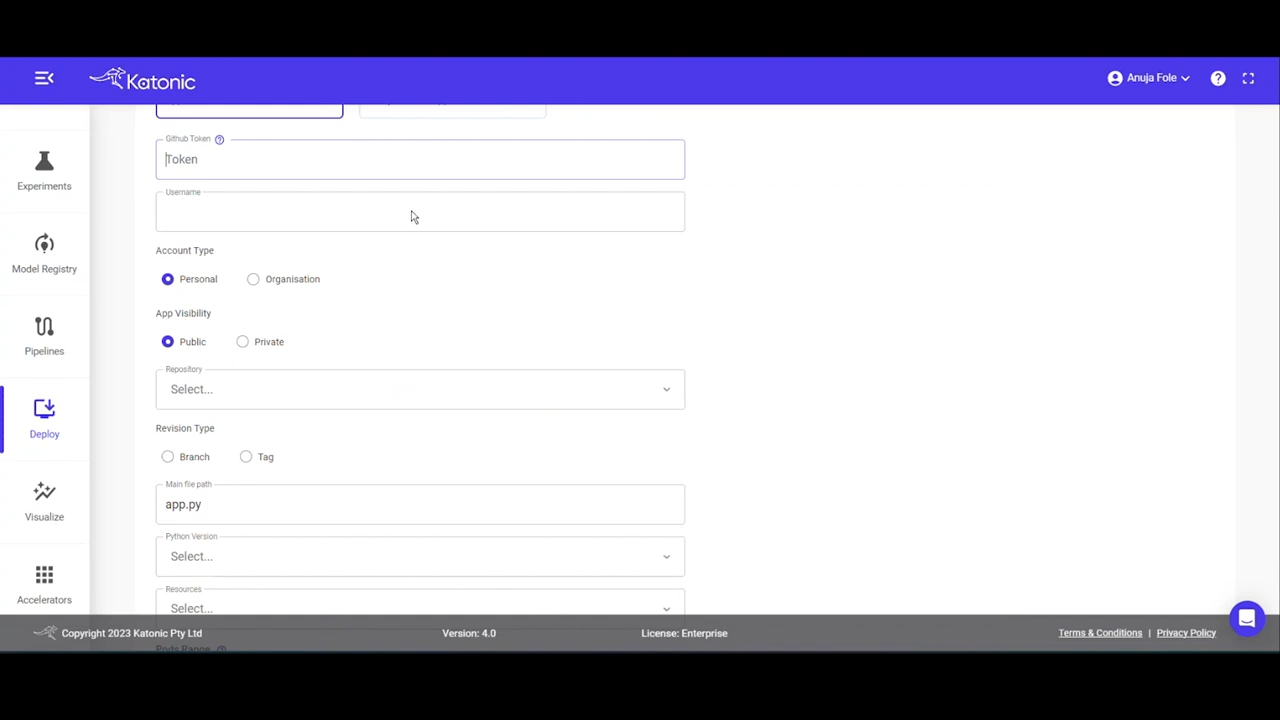 Katonic
Anuja Fole
Github Token
Token
Experiments
Username
Account Type
Model Registry
Personal
Organisation
App Visibility
Pipelines
Public
Private
Repository
Select...
Deploy
Revision Type
Branch
Tag
Main file path
app.py
Visualize
Python Version
Select...
Accelerators
Resources
Select...
Copyright 2023 Katonic Pty Ltd
Version: 4.0
License: Enterprise
Terms & Conditions | Privacy Policy
Pods Range